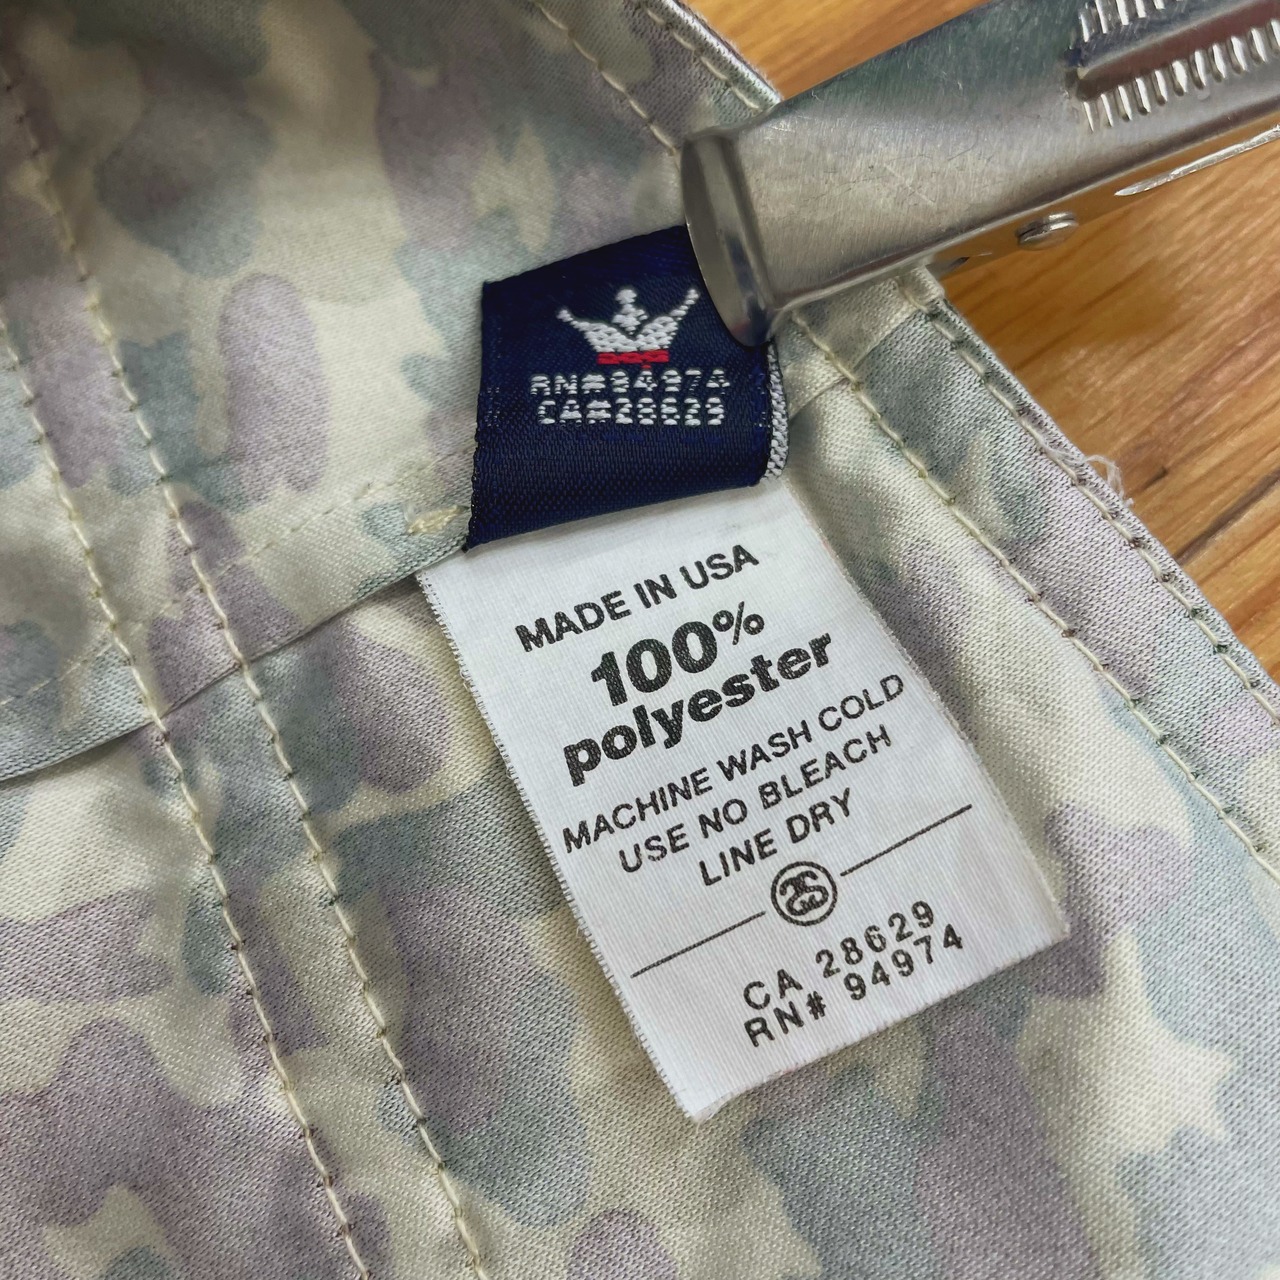 RN#94974
CA#28629
MADE IN USA
100%
polyester
MACHINE WASH COLD
USE NO BLEACH
LINE DRY
SS
CA 28629
RN# 94974